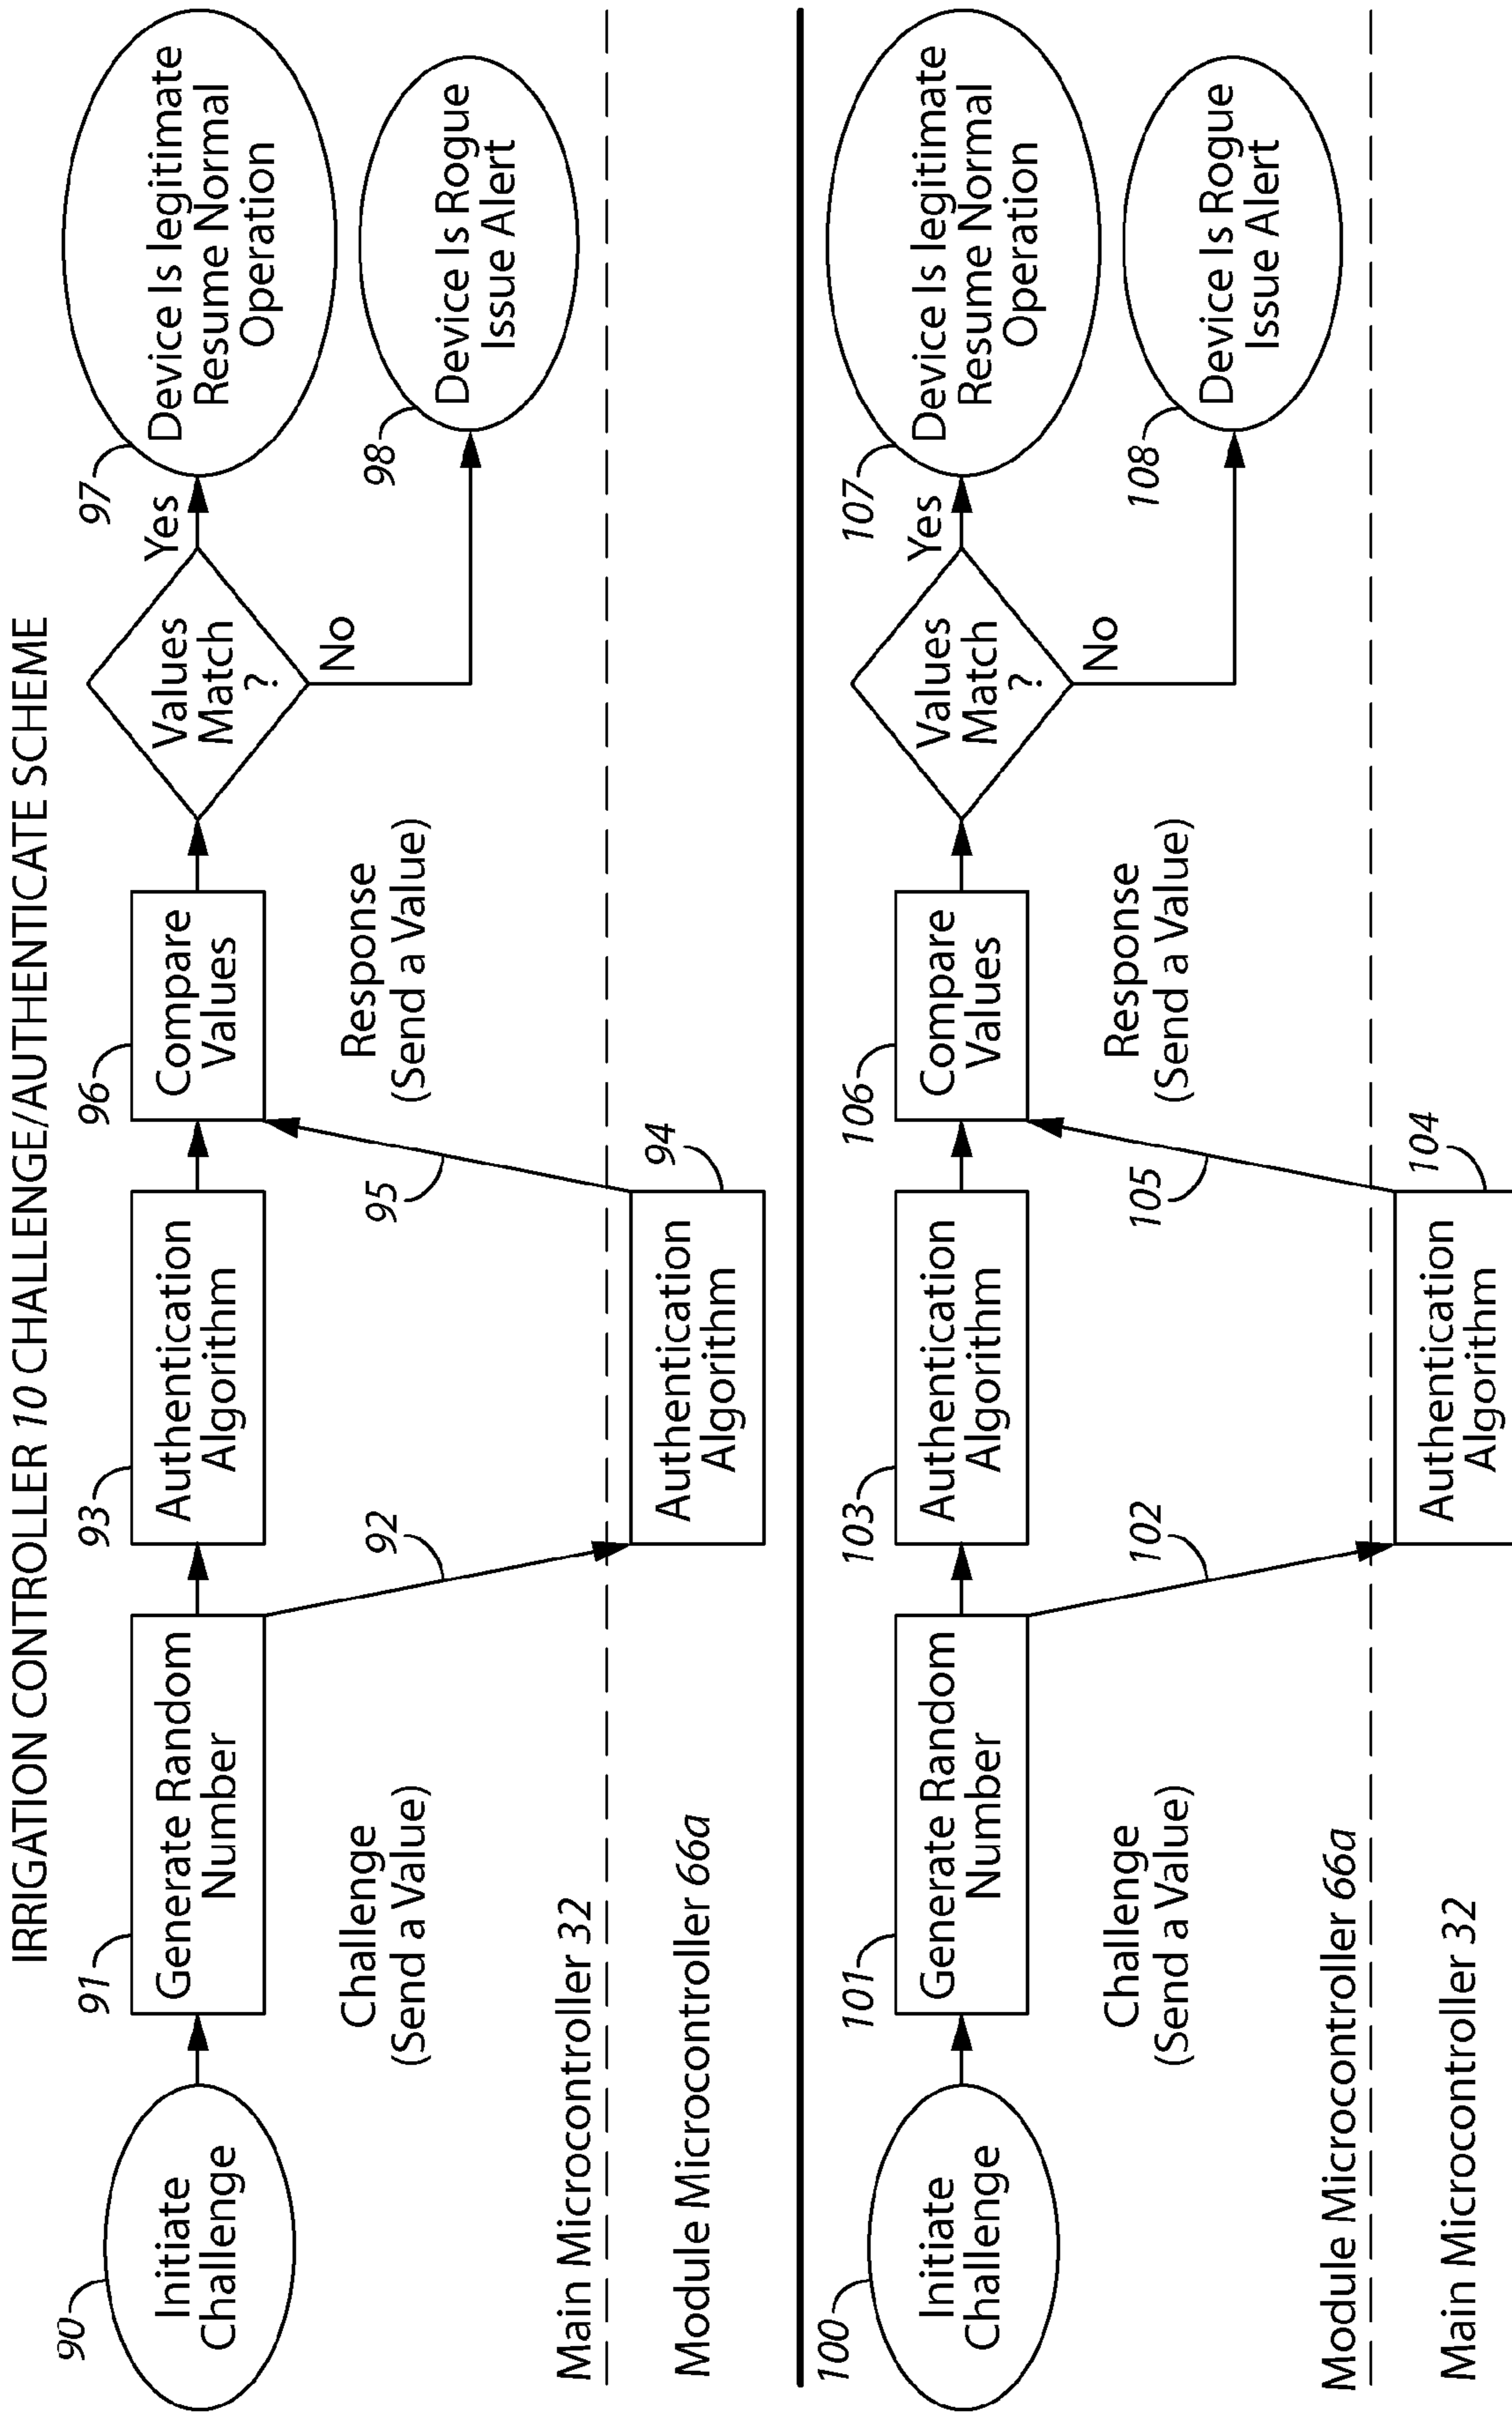 IRRIGATION CONTROLLER 10 CHALLENGE/AUTHENTICATE SCHEME
90
Initiate
Challenge
91
Generate Random
Number
93
Authentication
Algorithm
96
Compare
Values
Values
Match
?
Yes
97
Device Is legitimate
Resume Normal
Operation
No
98
Device Is Rogue
Issue Alert
Challenge
(Send a Value)
92
95
Response
(Send a Value)
Main Microcontroller 32
Module Microcontroller 66a
94
Authentication
Algorithm
100
Initiate
Challenge
101
Generate Random
Number
103
Authentication
Algorithm
106
Compare
Values
Values
Match
?
Yes
107
Device Is legitimate
Resume Normal
Operation
No
108
Device Is Rogue
Issue Alert
Challenge
(Send a Value)
102
105
Response
(Send a Value)
Module Microcontroller 66a
Main Microcontroller 32
104
Authentication
Algorithm